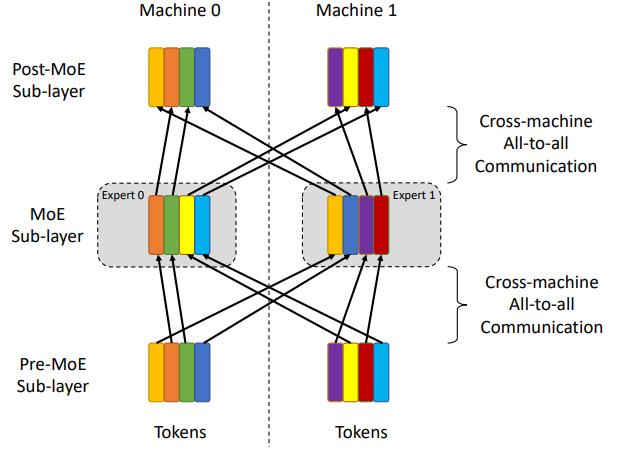 Machine 0
Machine 1
Post-MoE
Sub-layer
Cross-machine
All-to-all
Communication
Expert 0
Expert 1
MoE
Sub-layer
Cross-machine
All-to-all
Communication
Pre-MoE
Sub-layer
Tokens
Tokens